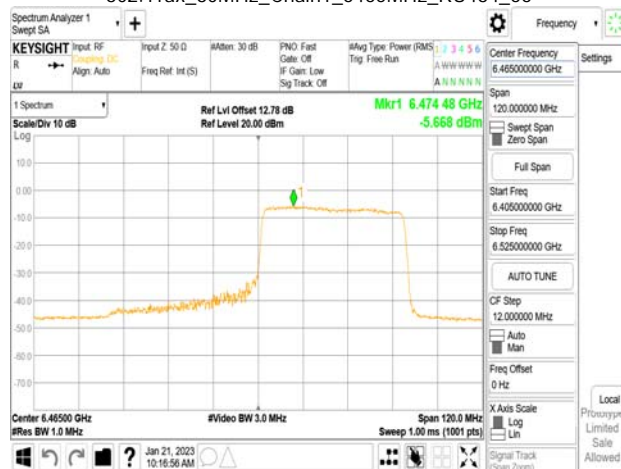 Spectrum Analyzer 1
Swept SA
Frequency
KEYSIGHT
Input: RF
Coupling: DC
Align: Auto
Input Z: 50 Ω
Freq Ref: Int (S)
#Atten: 30 dB
PNO: Fast
Gate: Off
IF Gain: Low
Sig Track: Off
#Avg Type: Power (RMS)
Trig: Free Run
1 2 3 4 5 6
A W W W W W
A N N N N N
R
LXI
Center Frequency
6.465000000 GHz
Settings
Span
120.000000 MHz
Swept Span
Zero Span
Full Span
Start Freq
6.405000000 GHz
Stop Freq
6.525000000 GHz
AUTO TUNE
CF Step
12.000000 MHz
Auto
Man
Freq Offset
0 Hz
X Axis Scale
Log
Lin
Signal Track
(Span Zoom)
Local
Prototype
Limited
Sale
Allowed
1 Spectrum
Scale/Div 10 dB
Log
Ref Lvl Offset 12.78 dB
Ref Level 20.00 dBm
Mkr1 6.474 48 GHz
-5.668 dBm
10.0
0.00
-10.0
-20.0
-30.0
-40.0
-50.0
-60.0
-70.0
1
Center 6.46500 GHz
#Res BW 1.0 MHz
#Video BW 3.0 MHz
Span 120.0 MHz
Sweep 1.00 ms (1001 pts)
Jan 21, 2023
10:16:56 AM